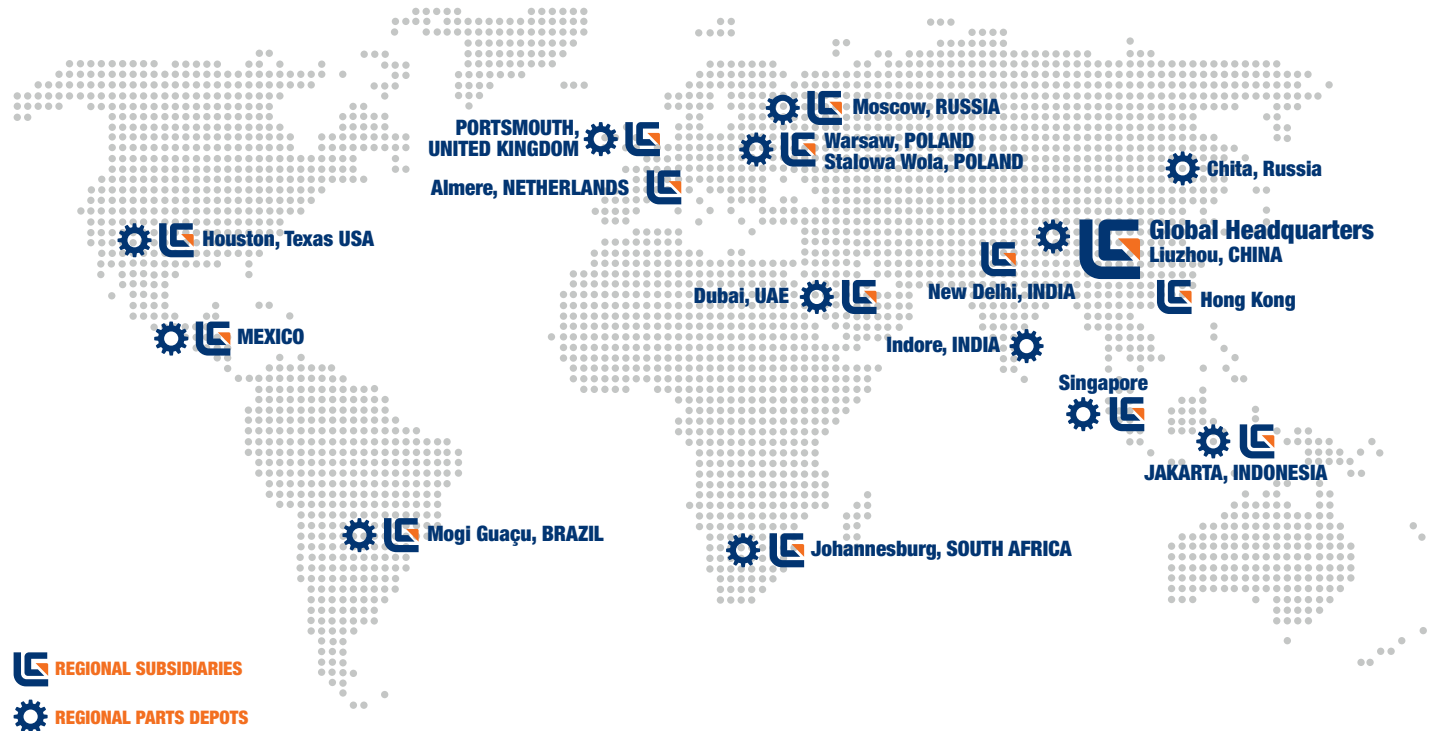 Moscow, RUSSIA
PORTSMOUTH,
UNITED KINGDOM
Warsaw, POLAND
Stalowa Wola, POLAND
Almere, NETHERLANDS
Chita, Russia
Houston, Texas USA
Global Headquarters
Liuzhou, CHINA
New Delhi, INDIA
Dubai, UAE
Hong Kong
MEXICO
Indore, INDIA
Singapore
JAKARTA, INDONESIA
Mogi Guaçu, BRAZIL
Johannesburg, SOUTH AFRICA
REGIONAL SUBSIDIARIES
REGIONAL PARTS DEPOTS